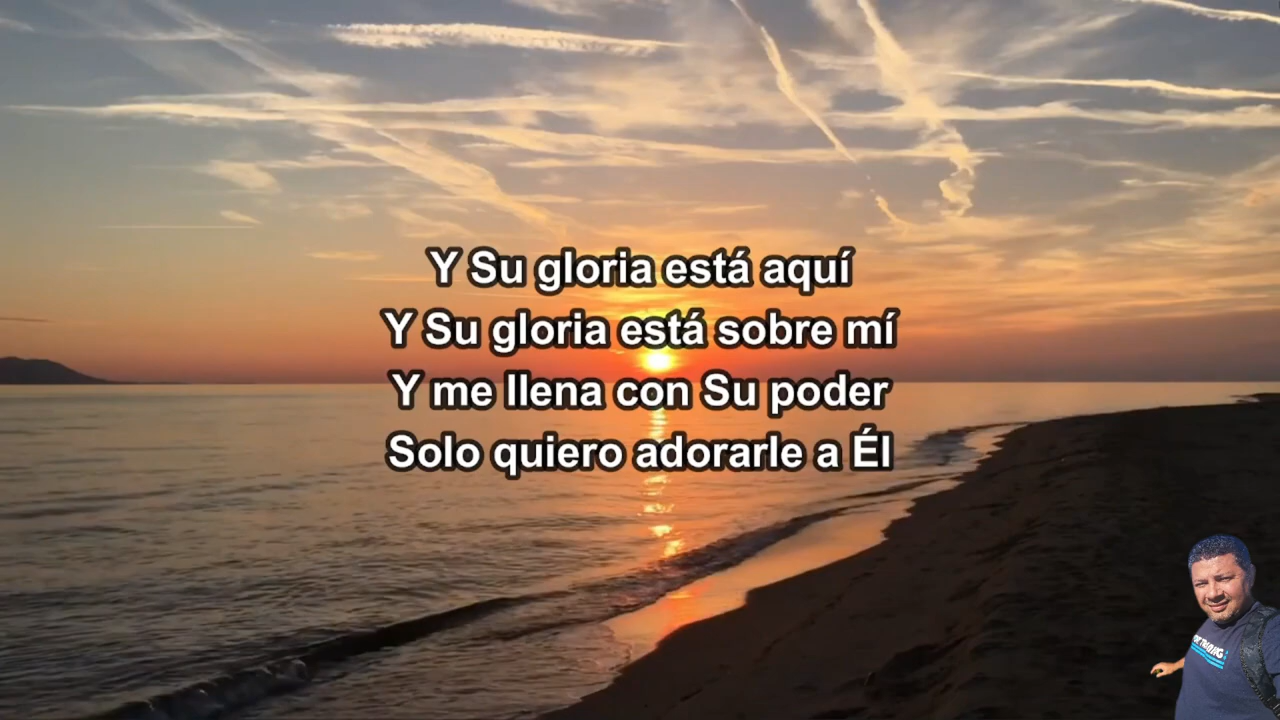 Y Su gloria está aquí
Y Su gloria está sobre mí
Y me llena con Su poder
Solo quiero adorarle a Él